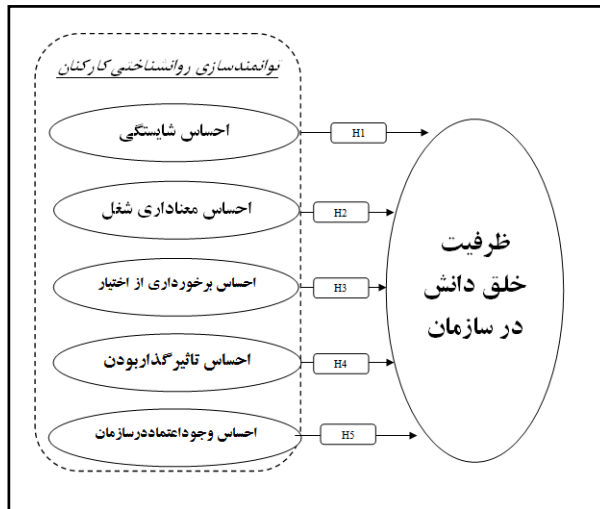 توانمندسازی روانشناختی کارکنان
احساس شایستگی
H1
احساس معناداری شغل
H2
احساس برخورداری از اختیار
H3
احساس تاثیرگذاربودن
H4
احساس وجوداعتماددرسازمان
H5
ظرفیت
خلق دانش
در سازمان